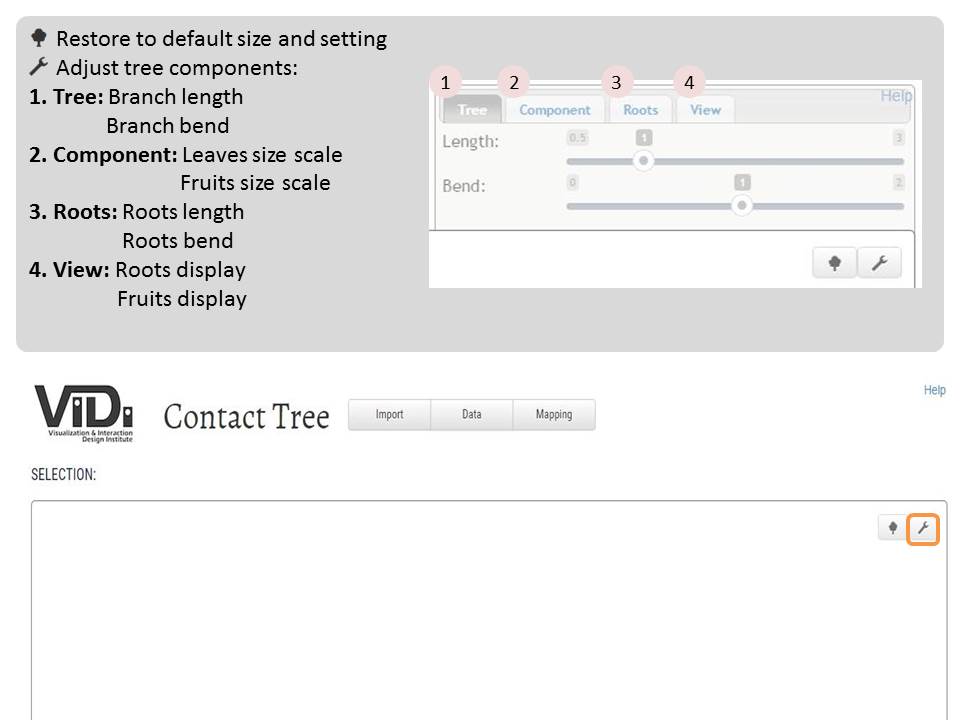 Restore to default size and setting
Adjust tree components:
1. Tree: Branch length
Branch bend
2. Component: Leaves size scale
Fruits size scale
3. Roots: Roots length
Roots bend
4. View: Roots display
Fruits display
1 2 3 4
Help
Tree Component Roots View
Length: 0.5 1 3
Bend: 0 1 2
Help
ViDi
Visualization & Interaction
Design Institute
Contact Tree
Import Data Mapping
SELECTION: